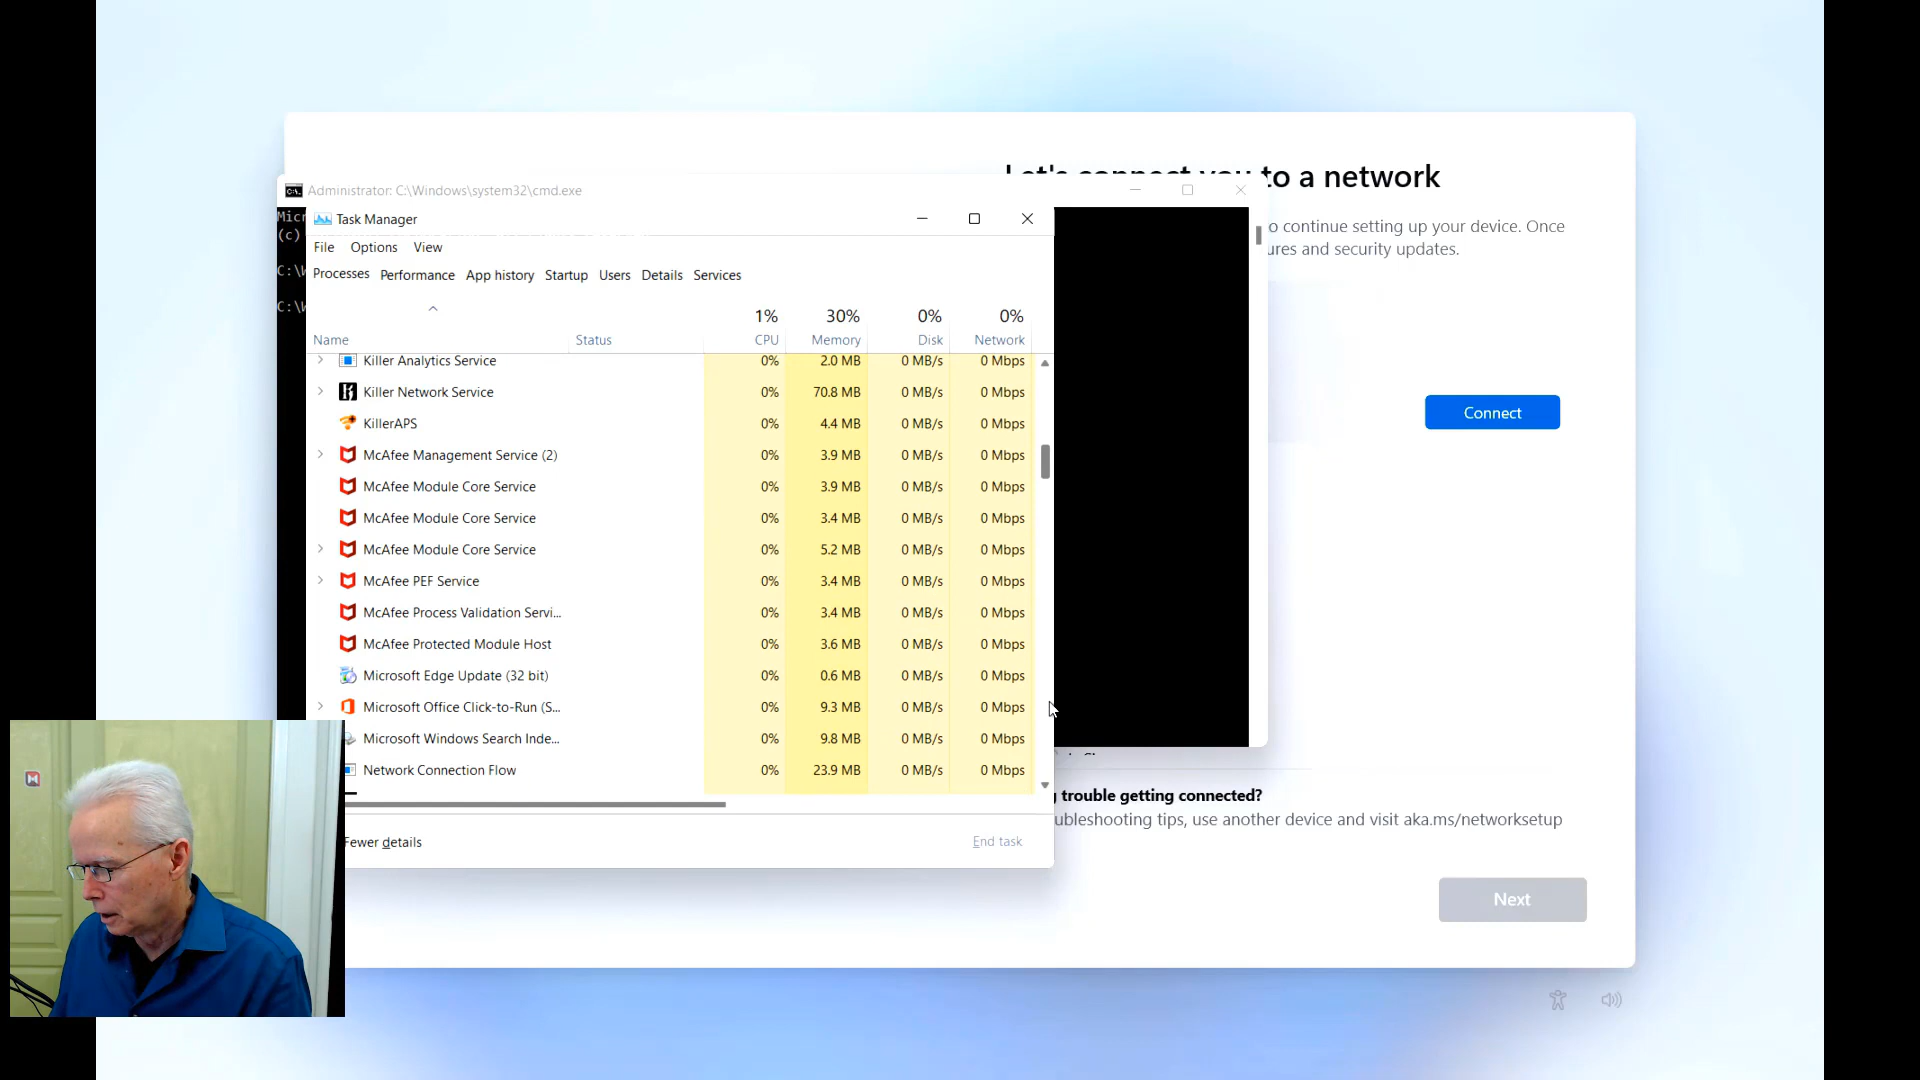 Let's connect you to a network
Administrator: C:\Windows\system32\cmd.exe
Task Manager
o continue setting up your device. Once
ures and security updates.
(c)
File Options View
Processes Performance App history Startup Users Details Services
1% 30% 0% 0%
Name Status CPU Memory Disk Network
Killer Analytics Service 0% 2.0 MB 0 MB/s 0 Mbps
Killer Network Service 0% 70.8 MB 0 MB/s 0 Mbps
Connect
KillerAPS 0% 4.4 MB 0 MB/s 0 Mbps
McAfee Management Service (2) 0% 3.9 MB 0 MB/s 0 Mbps
McAfee Module Core Service 0% 3.9 MB 0 MB/s 0 Mbps
McAfee Module Core Service 0% 3.4 MB 0 MB/s 0 Mbps
McAfee Module Core Service 0% 5.2 MB 0 MB/s 0 Mbps
McAfee PEF Service 0% 3.4 MB 0 MB/s 0 Mbps
McAfee Process Validation Servi... 0% 3.4 MB 0 MB/s 0 Mbps
McAfee Protected Module Host 0% 3.6 MB 0 MB/s 0 Mbps
Microsoft Edge Update (32 bit) 0% 0.6 MB 0 MB/s 0 Mbps
Microsoft Office Click-to-Run (S... 0% 9.3 MB 0 MB/s 0 Mbps
Microsoft Windows Search Inde... 0% 9.8 MB 0 MB/s 0 Mbps
Network Connection Flow 0% 23.9 MB 0 MB/s 0 Mbps
trouble getting connected?
ubleshooting tips, use another device and visit aka.ms/networksetup
Fewer details
End task
Next